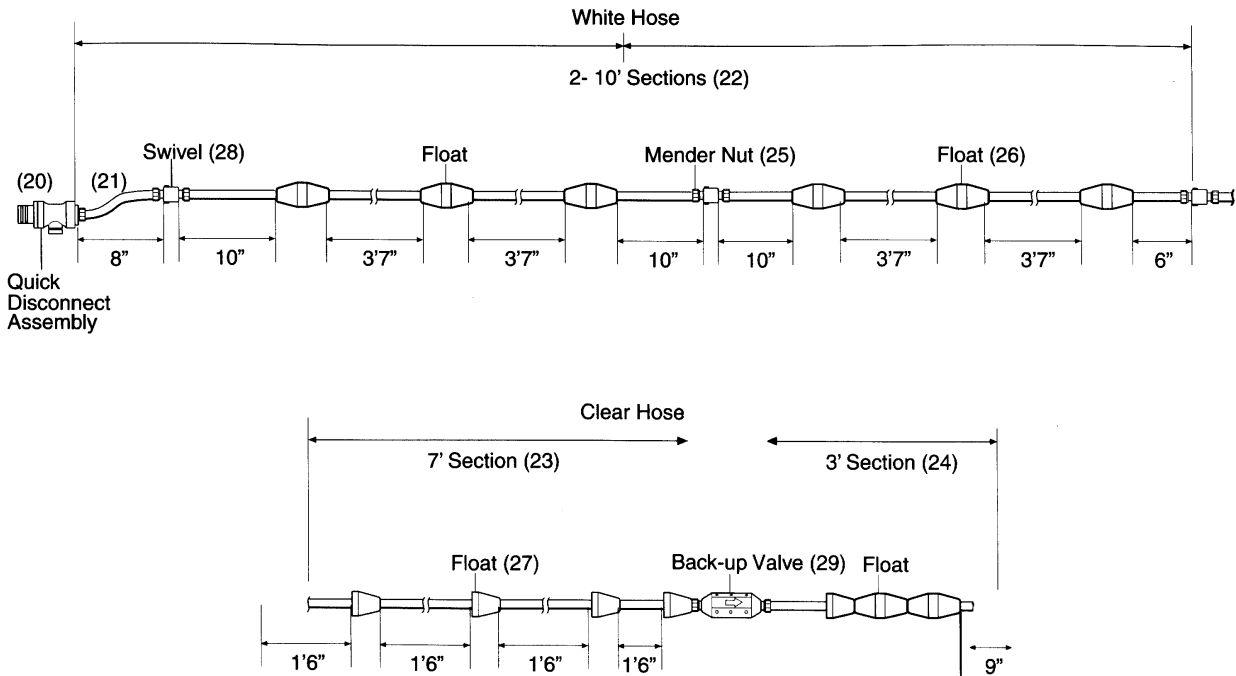 White Hose
2- 10' Sections (22)
Swivel (28)
Float
Mender Nut (25)
Float (26)
(20)
(21)
8”
10”
3'7”
3'7”
10”
10”
3'7”
3'7”
6”
Quick
Disconnect
Assembly
Clear Hose
7' Section (23)
3' Section (24)
Float (27)
Back-up Valve (29)
Float
1'6”
1'6”
1'6”
1'6”
9”